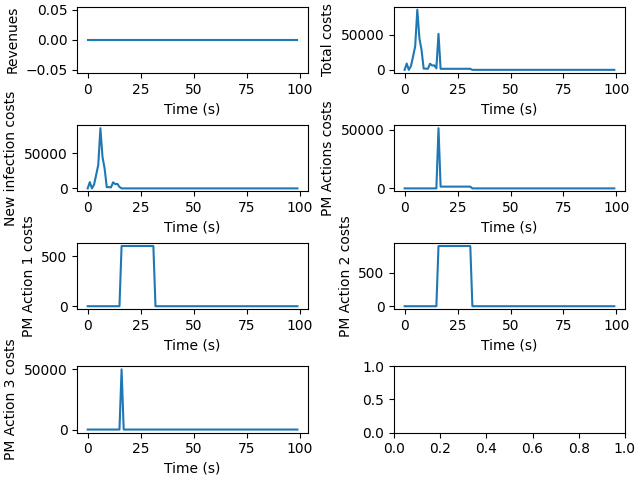 Revenues
0.05
0.00
−0.05
0 25 50 75 100
Time (s)
Total costs
50000
0
0 25 50 75 100
Time (s)
New infection costs
50000
0
0 25 50 75 100
Time (s)
PM Actions costs
50000
0
0 25 50 75 100
Time (s)
PM Action 1 costs
500
0
0 25 50 75 100
Time (s)
PM Action 2 costs
500
0
0 25 50 75 100
Time (s)
PM Action 3 costs
50000
0
0 25 50 75 100
Time (s)
1.0
0.5
0.0
0.0 0.2 0.4 0.6 0.8 1.0